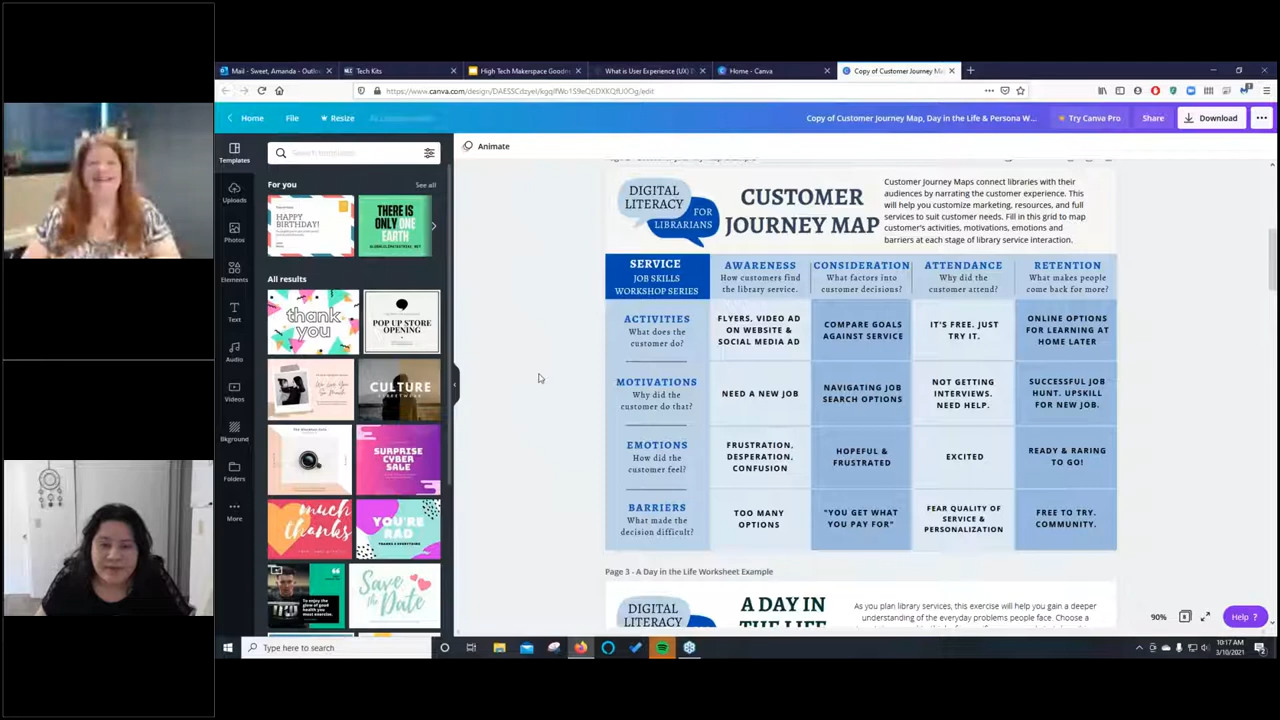 Mail - Sweet, Amanda - Outlo
Tech Kits
High Tech Makerspace Goodn
What is User Experience (UX) D
Home - Canva
Copy of Customer Journey Ma
Home
File
Resize
Copy of Customer Journey Map, Day in the Life & Persona W...
Try Canva Pro
Share
Download
Templates
Uploads
Photos
Elements
Text
Audio
Videos
Bkground
Folders
More
For you
See all
HAPPY
BIRTHDAY!
THERE IS
ONLY ONE
EARTH
All results
thank
you
POP UP STORE
OPENING
CULTURE
SURPRISE
CYBER
SALE
much
thanks
YOU'RE
RAD
Save
the Date
Animate
DIGITAL
LITERACY
FOR
LIBRARIANS
CUSTOMER
JOURNEY MAP
Customer Journey Maps connect libraries with their
audiences by narrating the customer experience. This
will help you customize marketing, resources, and full
services to suit customer needs. Fill in this grid to map
customer's activities, motivations, emotions and
barriers at each stage of library service interaction.
SERVICE
JOB SKILLS
WORKSHOP SERIES
AWARENESS
How customers find
the library service.
CONSIDERATION
What factors into
customer decisions?
ATTENDANCE
Why did the
customer attend?
RETENTION
What makes people
come back for more?
ACTIVITIES
What does the
customer do?
FLYERS, VIDEO AD
ON WEBSITE &
SOCIAL MEDIA AD
COMPARE GOALS
AGAINST SERVICE
IT'S FREE. JUST
TRY IT.
ONLINE OPTIONS
FOR LEARNING AT
HOME LATER
MOTIVATIONS
Why did the
customer do that?
NEED A NEW JOB
NAVIGATING JOB
SEARCH OPTIONS
NOT GETTING
INTERVIEWS.
NEED HELP.
SUCCESSFUL JOB
HUNT. UPSKILL
FOR NEW JOB.
EMOTIONS
How did the
customer feel?
FRUSTRATION,
DESPERATION,
CONFUSION
HOPEFUL &
FRUSTRATED
EXCITED
READY & RARING
TO GO!
BARRIERS
What made the
decision difficult?
TOO MANY
OPTIONS
"YOU GET WHAT
YOU PAY FOR"
FEAR QUALITY OF
SERVICE &
PERSONALIZATION
FREE TO TRY.
COMMUNITY.
Page 3 - A Day in the Life Worksheet Example
DIGITAL
LITERACY
A DAY IN
THE LIFE
As you plan library services, this exercise will help you gain a deeper
understanding of the everyday problems people face. Choose a
90%
8
Help ?
Type here to search
10:17 AM
3/10/2021